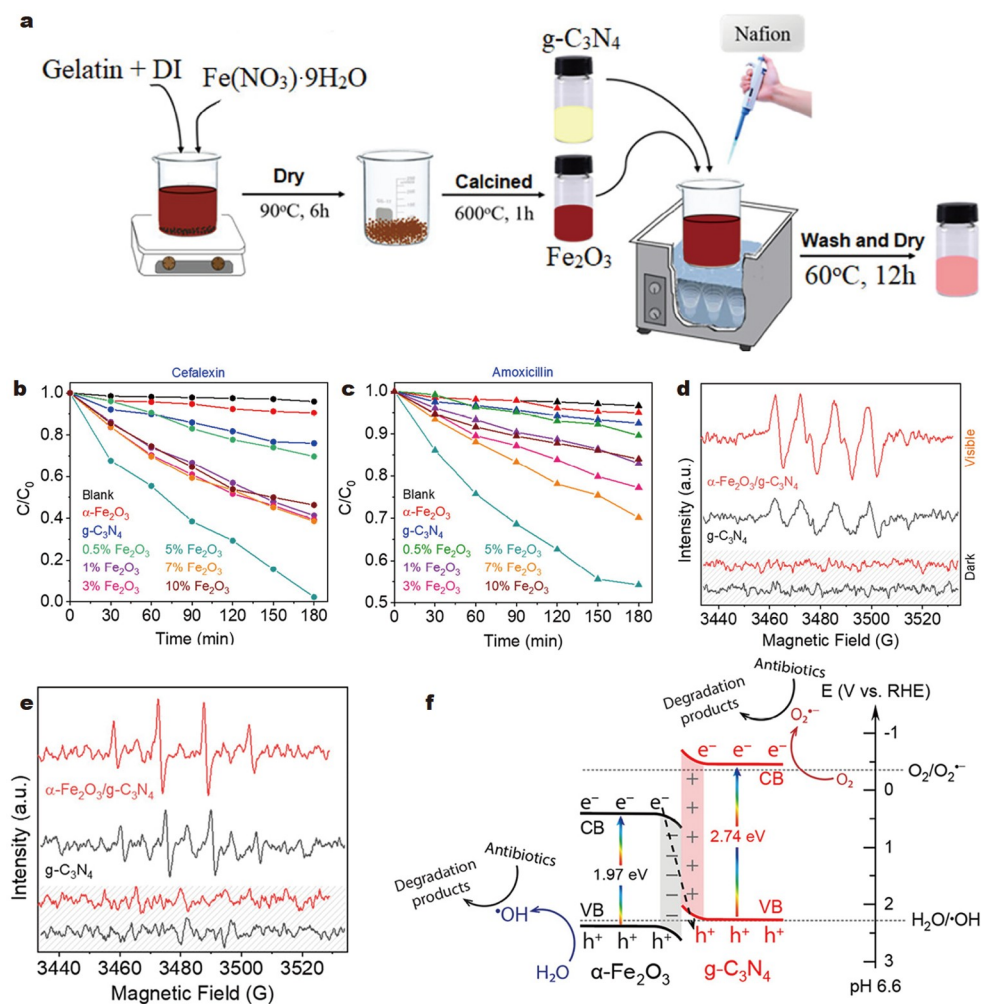 a
Gelatin + DI
Fe(NO₃)·9H₂O
Dry
90ºC, 6h
Calcined
600ºC, 1h
g-C₃N₄
Fe₂O₃
Nafion
Wash and Dry
60ºC, 12h
b
Cefalexin
C/C₀
1.0
0.8
0.6
0.4
0.2
0.0
Blank
α-Fe₂O₃
g-C₃N₄
0.5% Fe₂O₃ 5% Fe₂O₃
1% Fe₂O₃ 7% Fe₂O₃
3% Fe₂O₃ 10% Fe₂O₃
0 30 60 90 120 150 180
Time (min)
c
Amoxicillin
C/C₀
1.0
0.9
0.8
0.7
0.6
0.5
Blank
α-Fe₂O₃
g-C₃N₄
0.5% Fe₂O₃ 5% Fe₂O₃
1% Fe₂O₃ 7% Fe₂O₃
3% Fe₂O₃ 10% Fe₂O₃
0 30 60 90 120 150 180
Time (min)
d
Intensity (a.u.)
α-Fe₂O₃/g-C₃N₄
g-C₃N₄
Visible
Dark
3440 3460 3480 3500 3520
Magnetic Field (G)
e
Intensity (a.u.)
α-Fe₂O₃/g-C₃N₄
g-C₃N₄
3440 3460 3480 3500 3520
Magnetic Field (G)
f
Antibiotics
Degradation
products
E (V vs. RHE)
O₂•−
O₂
O₂/O₂•−
-1
0
1
2
3
e⁻ e⁻ e⁻
CB
+
+
+
+
+
2.74 eV
VB
h⁺ h⁺ h⁺
g-C₃N₄
e⁻ e⁻ e⁻
CB
−
−
−
−
−
1.97 eV
VB
h⁺ h⁺ h⁺
α-Fe₂O₃
Antibiotics
Degradation
products
•OH
H₂O
H₂O/•OH
pH 6.6